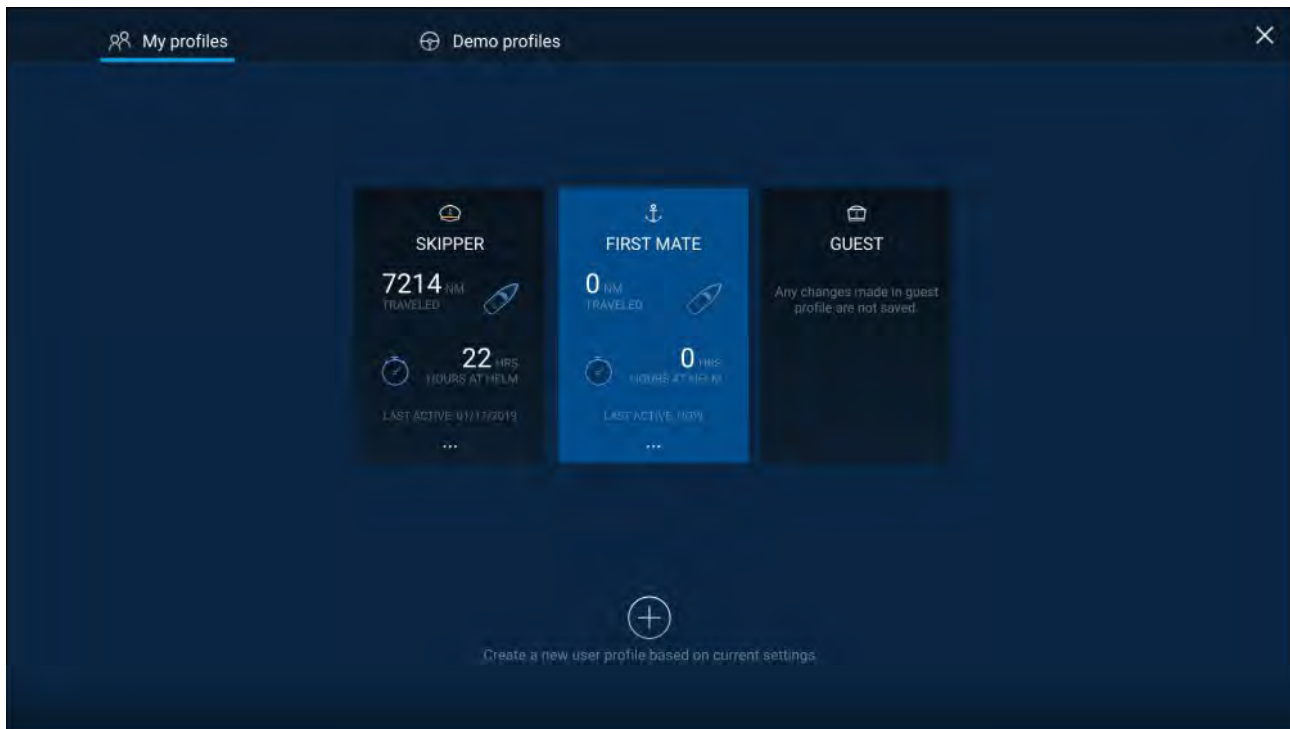 My profiles
Demo profiles
SKIPPER
7214 NM
TRAVELED
22 HRS
HOURS AT HELM
LAST ACTIVE: 01/17/2019
...
FIRST MATE
0 NM
TRAVELED
0 HRS
HOURS AT HELM
LAST ACTIVE: NOW
...
GUEST
Any changes made in guest
profile are not saved.
Create a new user profile based on current settings